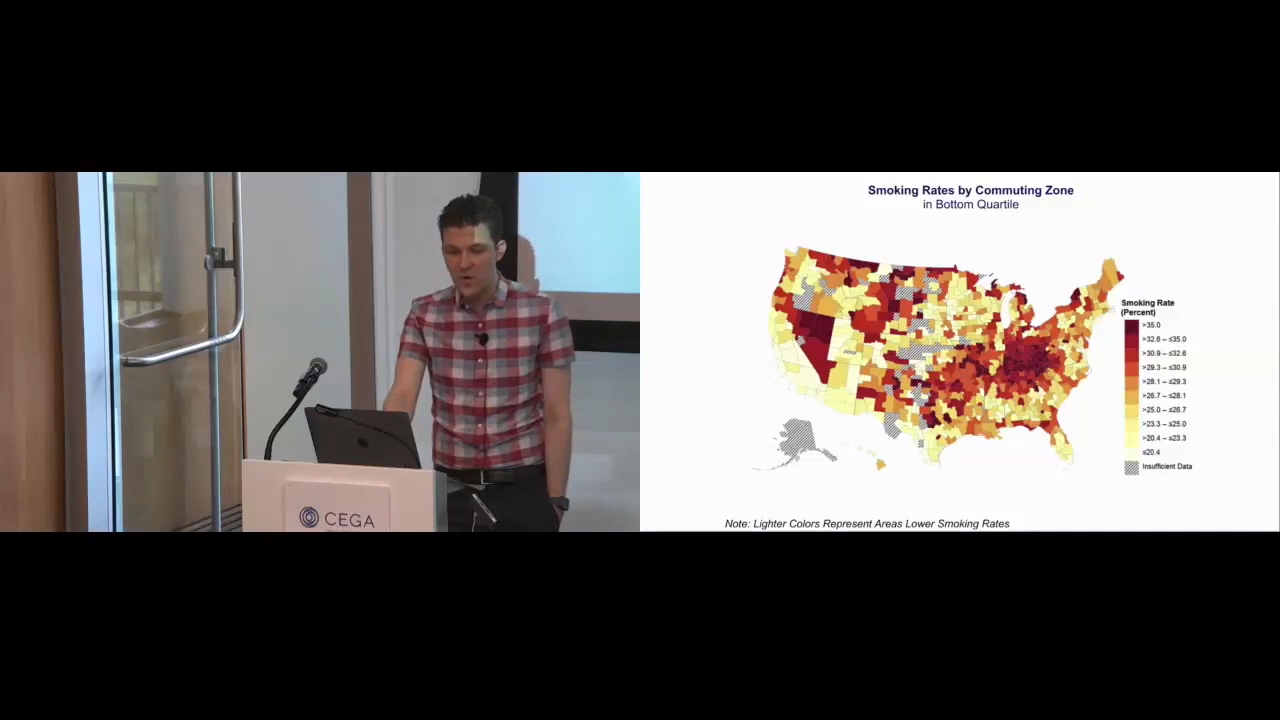 CEGA
Smoking Rates by Commuting Zone
in Bottom Quartile
Smoking Rate
(Percent)
>35.0
>32.6 – ≤35.0
>30.9 – ≤32.6
>29.3 – ≤30.9
>28.1 – ≤29.3
>26.7 – ≤28.1
>25.0 – ≤26.7
>23.3 – ≤25.0
>20.4 – ≤23.3
≤20.4
Insufficient Data
Note: Lighter Colors Represent Areas Lower Smoking Rates